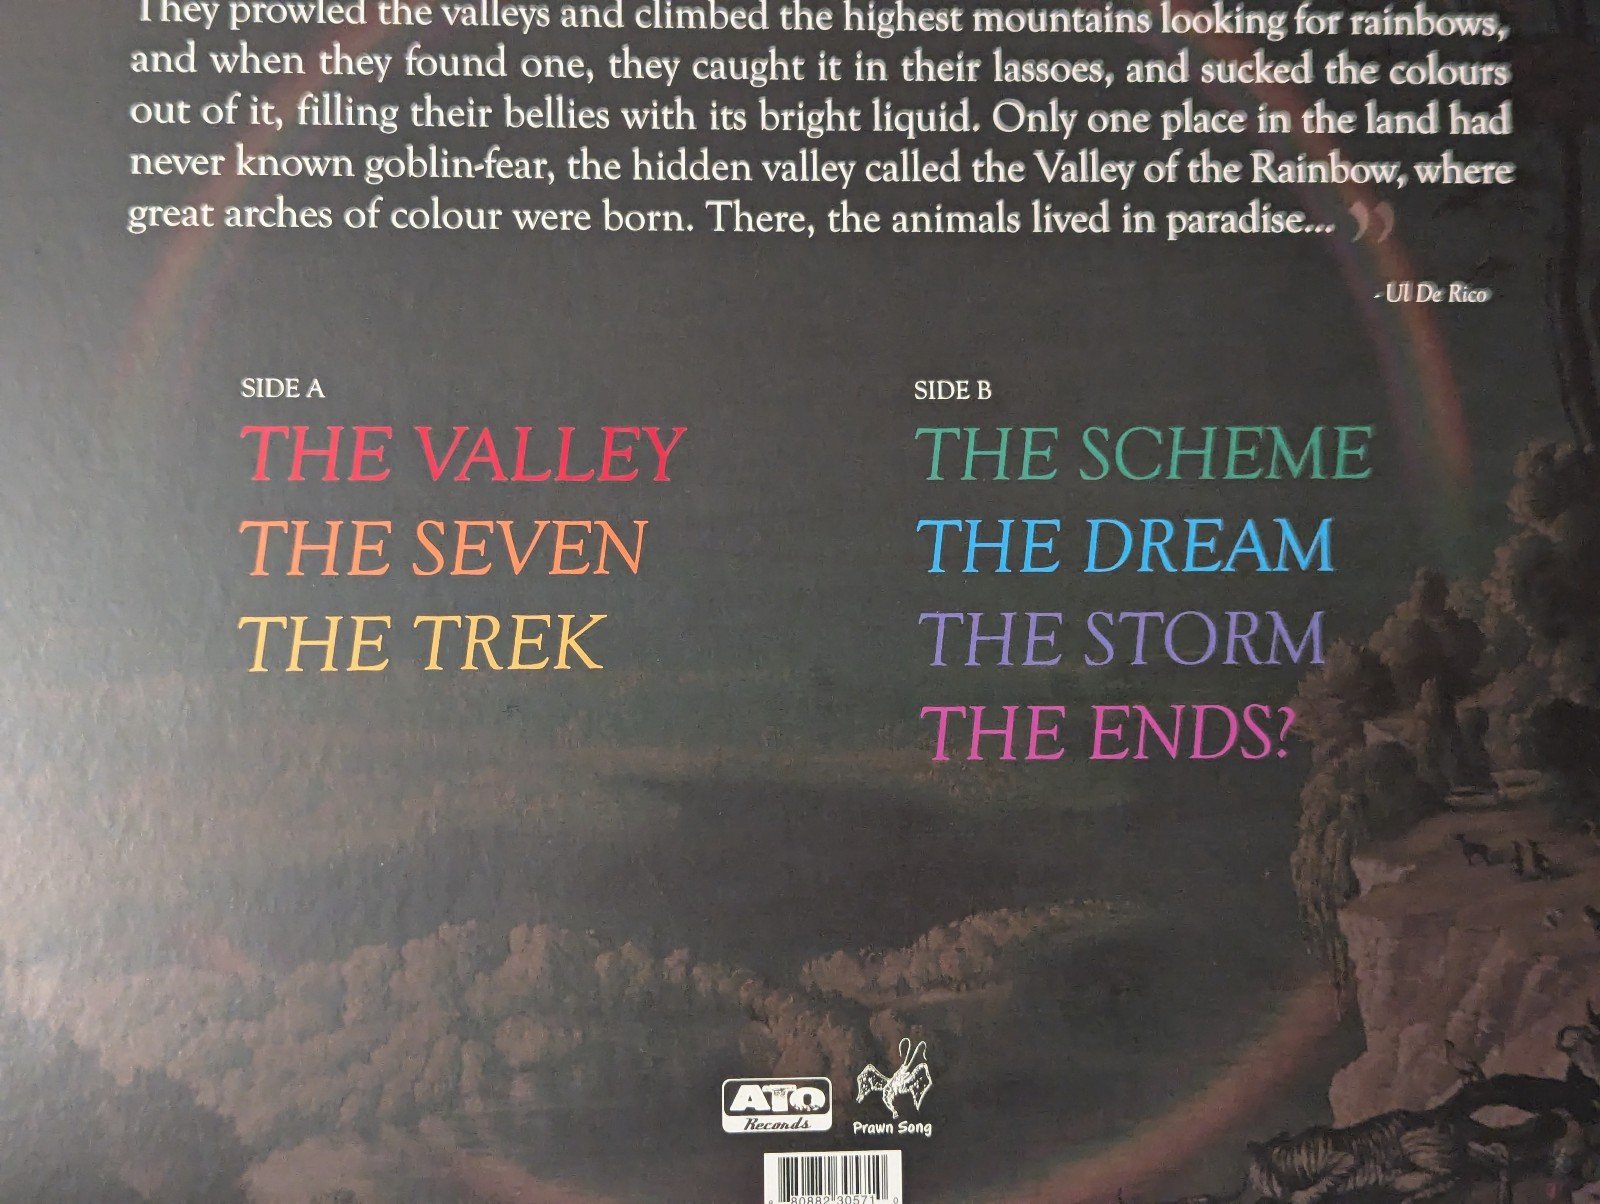 They prowled the valleys and climbed the highest mountains looking for rainbows,
and when they found one, they caught it in their lassoes, and sucked the colours
out of it, filling their bellies with its bright liquid. Only one place in the land had
never known goblin-fear, the hidden valley called the Valley of the Rainbow, where
great arches of colour were born. There, the animals lived in paradise... ”
- Ul De Rico
SIDE A
THE VALLEY
THE SEVEN
THE TREK
SIDE B
THE SCHEME
THE DREAM
THE STORM
THE ENDS?
ATO
Records
Prawn Song
80882 30571